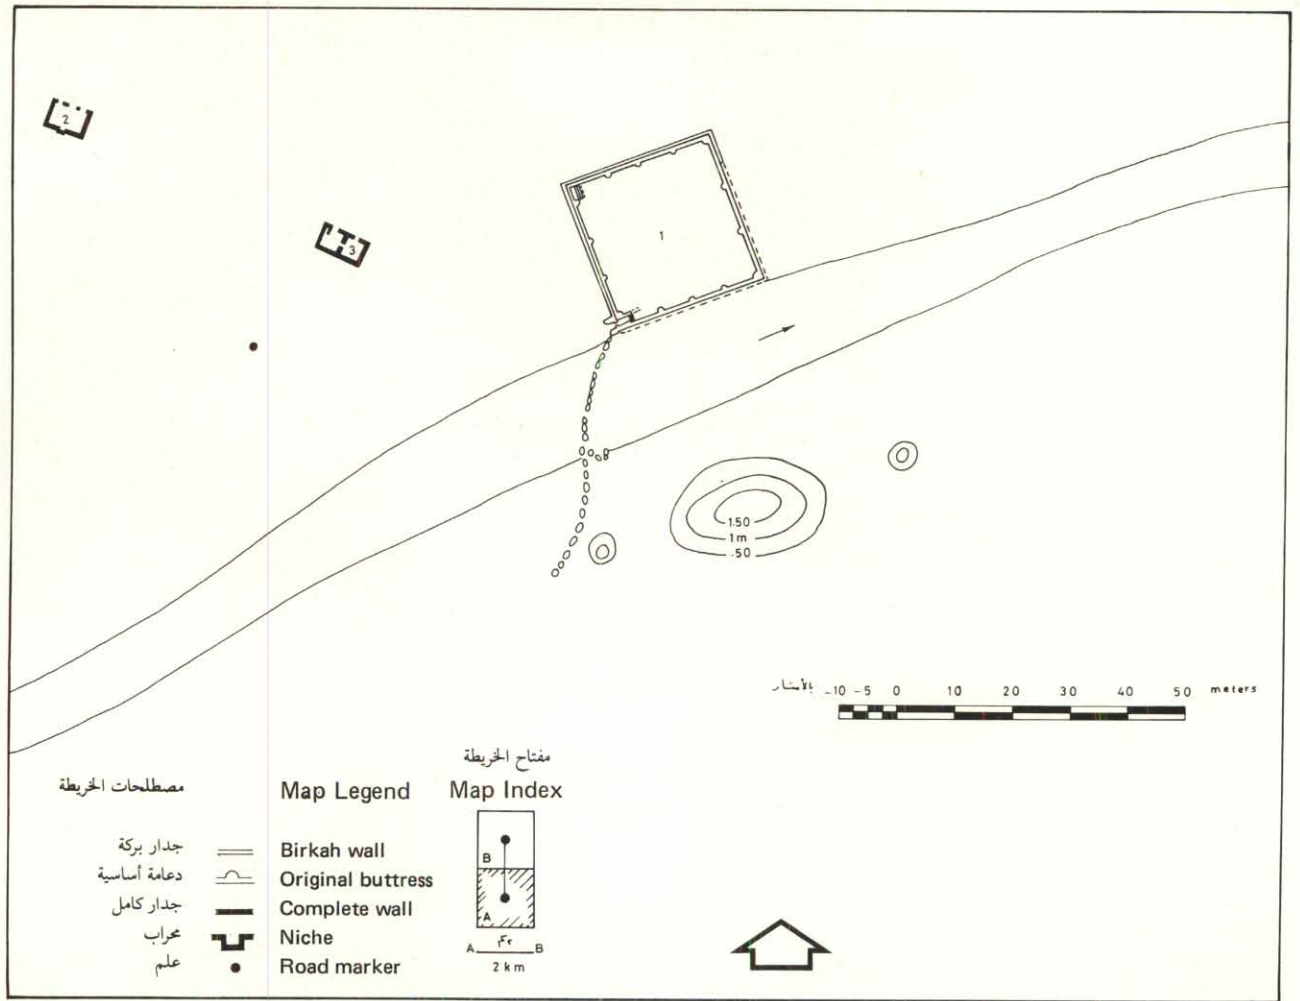 2
1
3
1.50
1 m
.50
بالأمتار -10 -5 0 10 20 30 40 50 meters
مفتاح الخريطة
Map Index
B
A
٢كم
A B
2 km
مصطلحات الخريطة Map Legend
جدار بركة Birkah wall
دعامة أساسية Original buttress
جدار كامل Complete wall
محراب Niche
علم Road marker